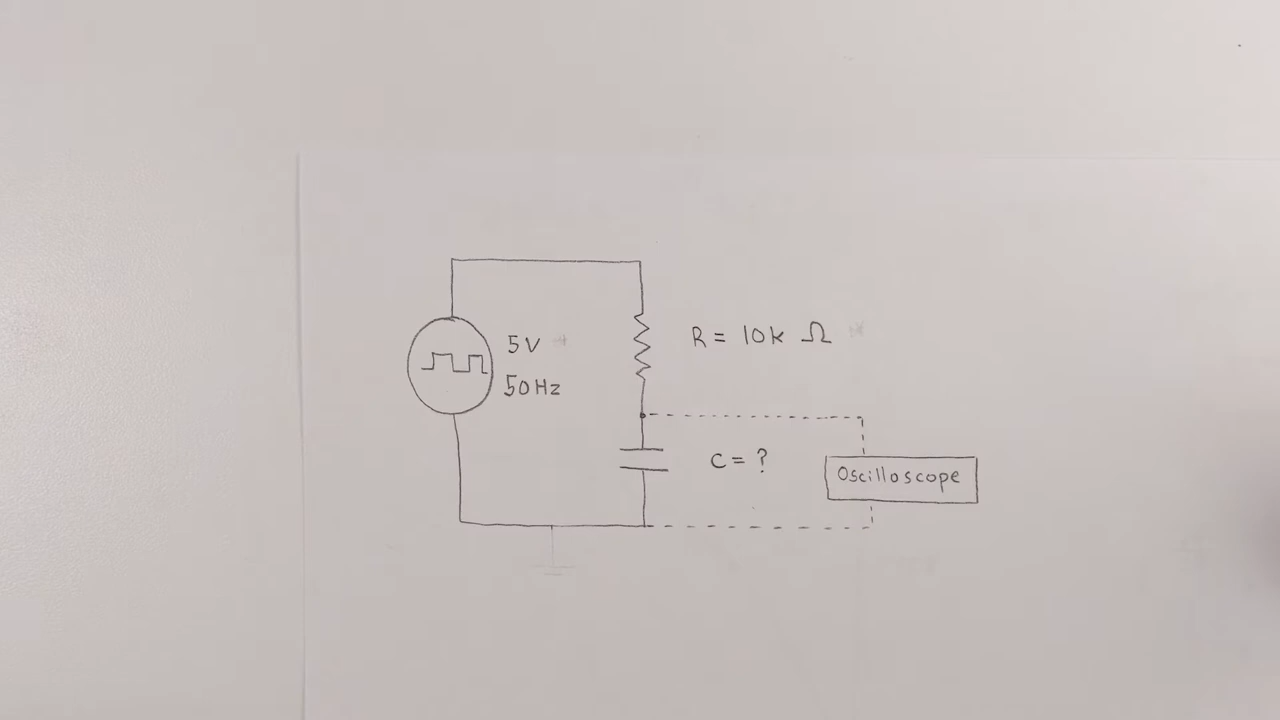 5V
50Hz
R = 10k Ω
C = ?
Oscilloscope